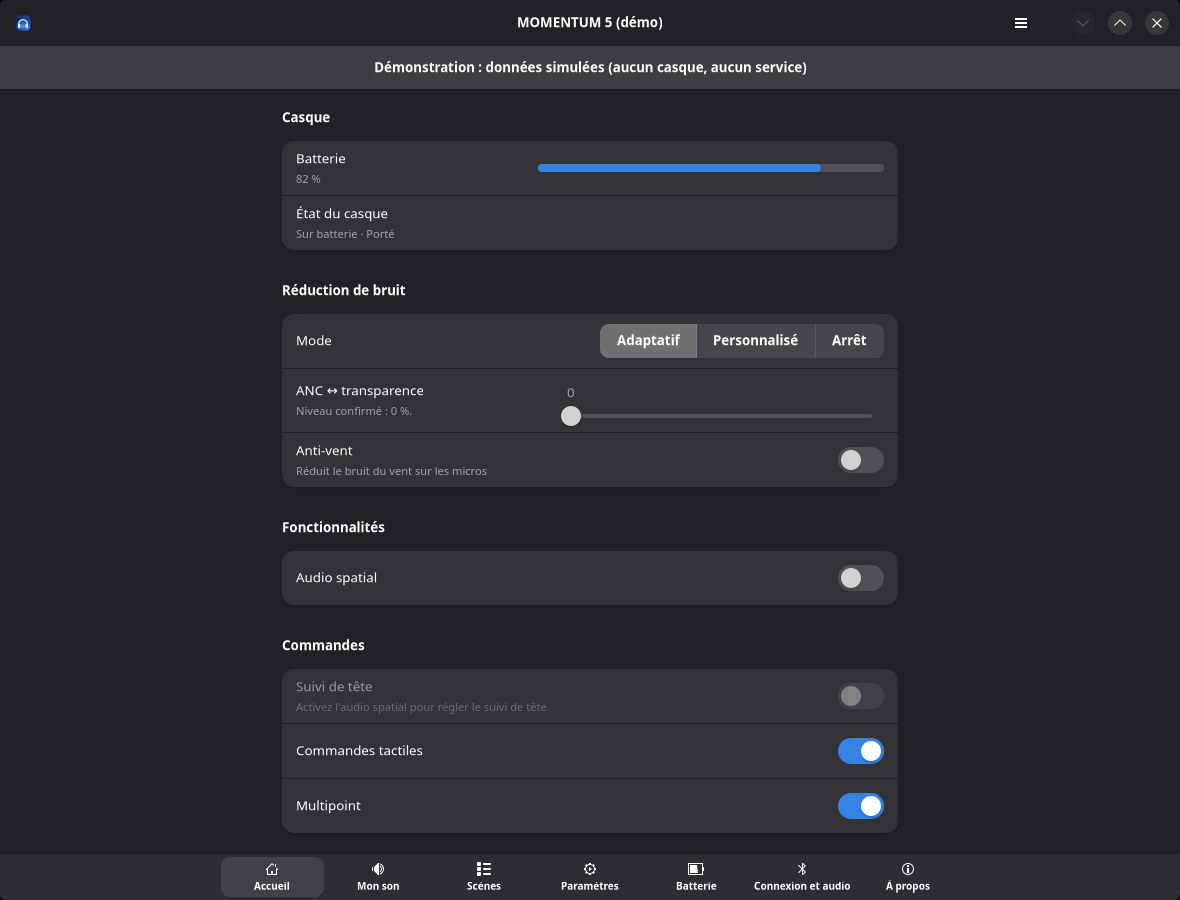 MOMENTUM 5 (démo)
Démonstration : données simulées (aucun casque, aucun service)
Casque
Batterie
82 %
État du casque
Sur batterie · Porté
Réduction de bruit
Mode
Adaptatif
Personnalisé
Arrêt
ANC ↔ transparence
0
Niveau confirmé : 0 %.
Anti-vent
Réduit le bruit du vent sur les micros
Fonctionnalités
Audio spatial
Commandes
Suivi de tête
Activez l'audio spatial pour régler le suivi de tête.
Commandes tactiles
Multipoint
Accueil
Mon son
Scènes
Paramètres
Batterie
Connexion et audio
À propos